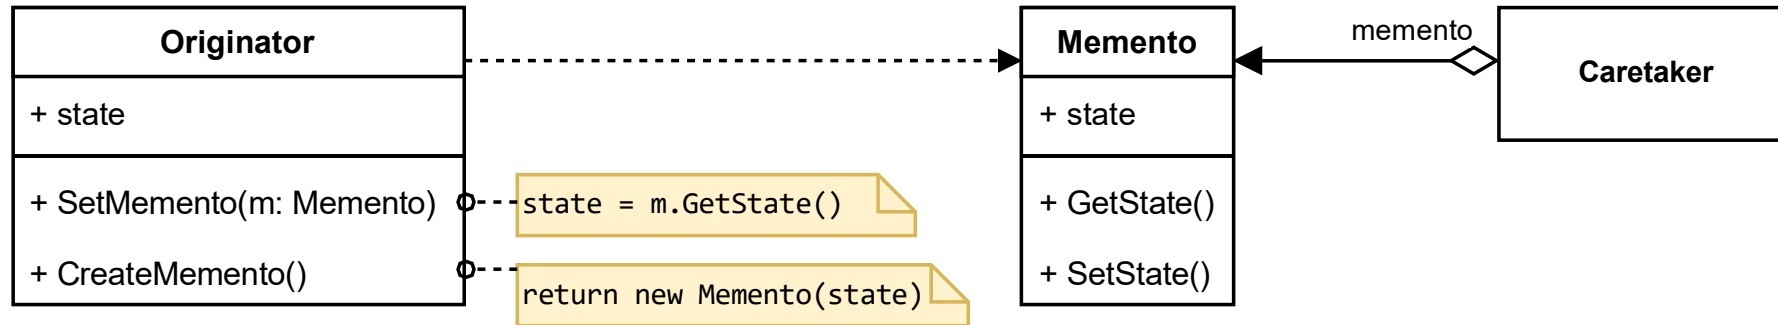 Originator
+ state
+ SetMemento(m: Memento)
+ CreateMemento()
state = m.GetState()
return new Memento(state)
Memento
+ state
+ GetState()
+ SetState()
memento
Caretaker